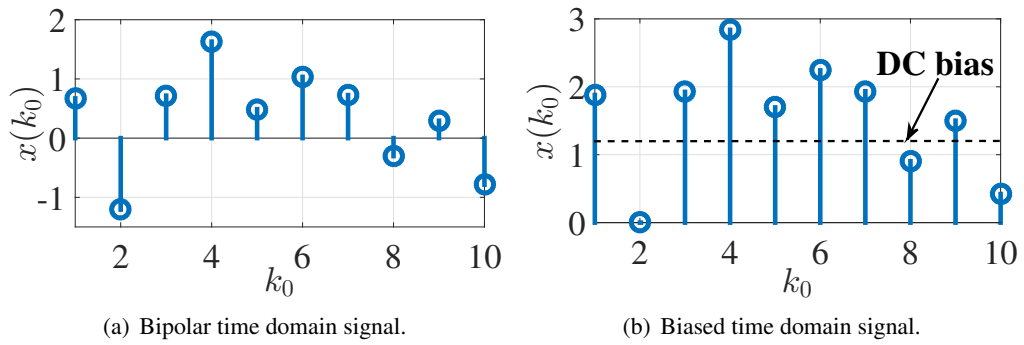 2
1
0
-1
x(k₀)
2 4 6 8 10
k₀
(a) Bipolar time domain signal.
3
2
1
0
x(k₀)
DC bias
2 4 6 8 10
k₀
(b) Biased time domain signal.